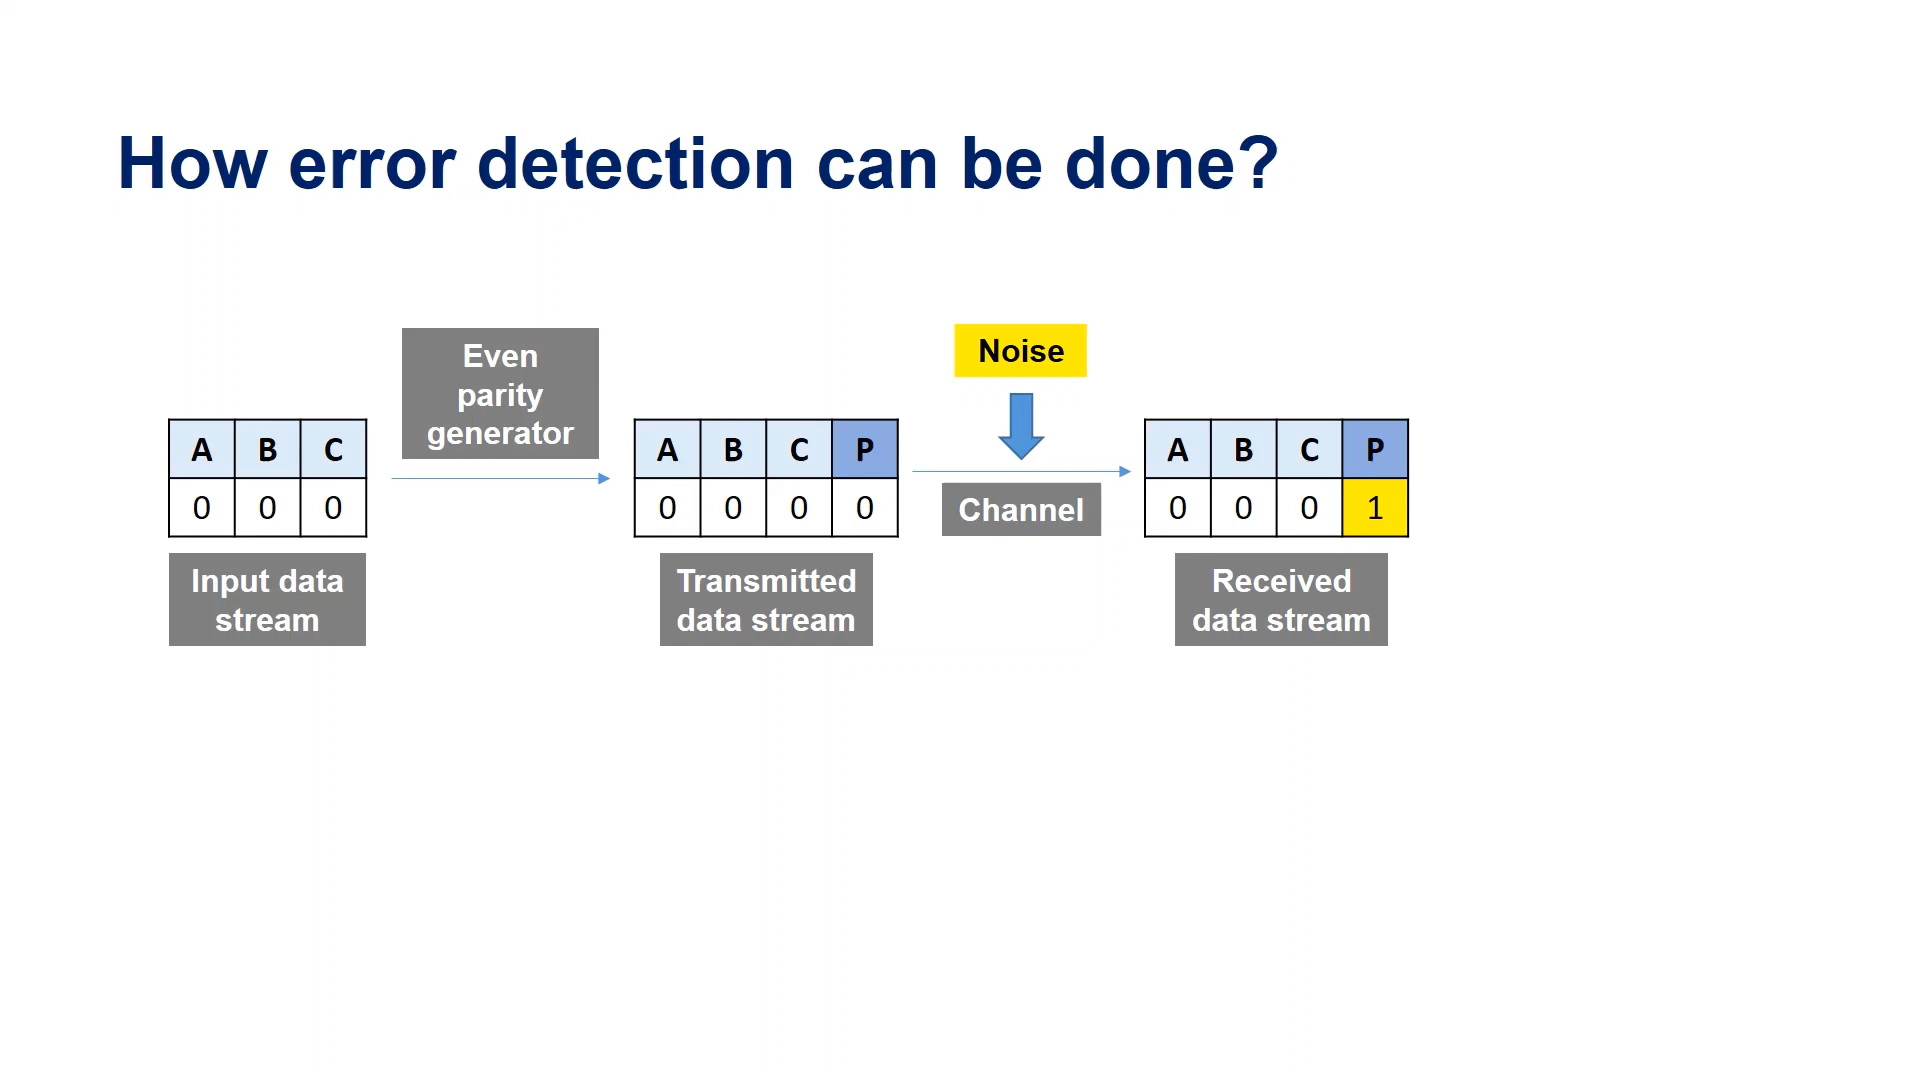 How error detection can be done?
Even
parity
generator
Noise
A B C
0 0 0
A B C P
0 0 0 0
Channel
A B C P
0 0 0 1
Input data
stream
Transmitted
data stream
Received
data stream